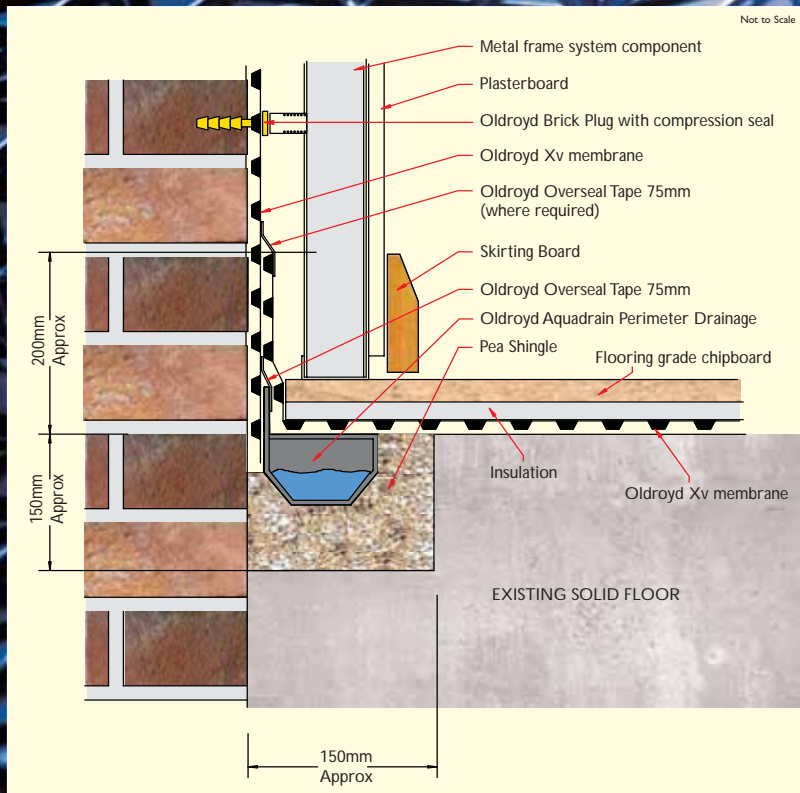 Not to Scale
Metal frame system component
Plasterboard
Oldroyd Brick Plug with compression seal
Oldroyd Xv membrane
Oldroyd Overseal Tape 75mm
(where required)
Skirting Board
Oldroyd Overseal Tape 75mm
Oldroyd Aquadrain Perimeter Drainage
Pea Shingle
Flooring grade chipboard
200mm
Approx
Insulation
Oldroyd Xv membrane
150mm
Approx
EXISTING SOLID FLOOR
150mm
Approx